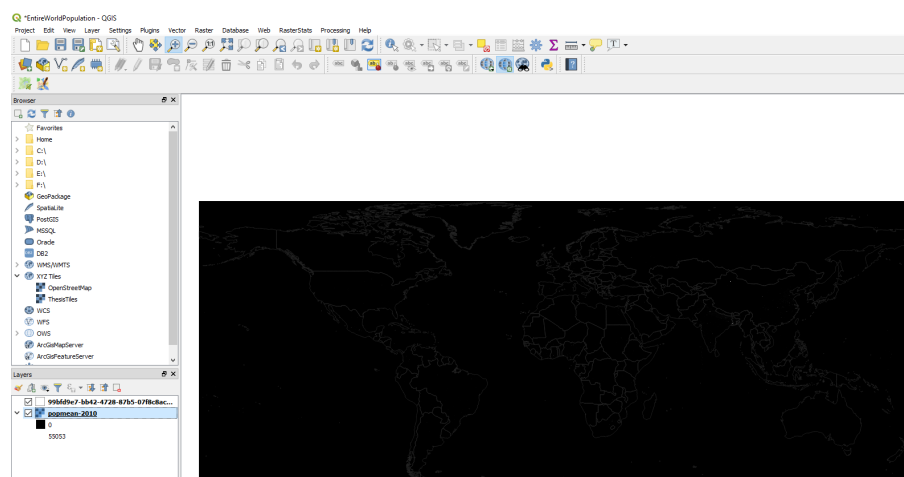 *EntireWorldPopulation - QGIS
Project Edit View Layer Settings Plugins Vector Raster Database Web RasterStats Processing Help
Browser
Favorites
Home
C:\
D:\
E:\
F:\
GeoPackage
SpatiaLite
PostGIS
MSSQL
Oracle
DB2
WMS/WMTS
XYZ Tiles
OpenStreetMap
ThesisTiles
WCS
WFS
OWS
ArcGisMapServer
ArcGisFeatureServer
Layers
99bfd9e7-bb42-4728-87b5-07f8c8ac...
popmean-2010
0
55053